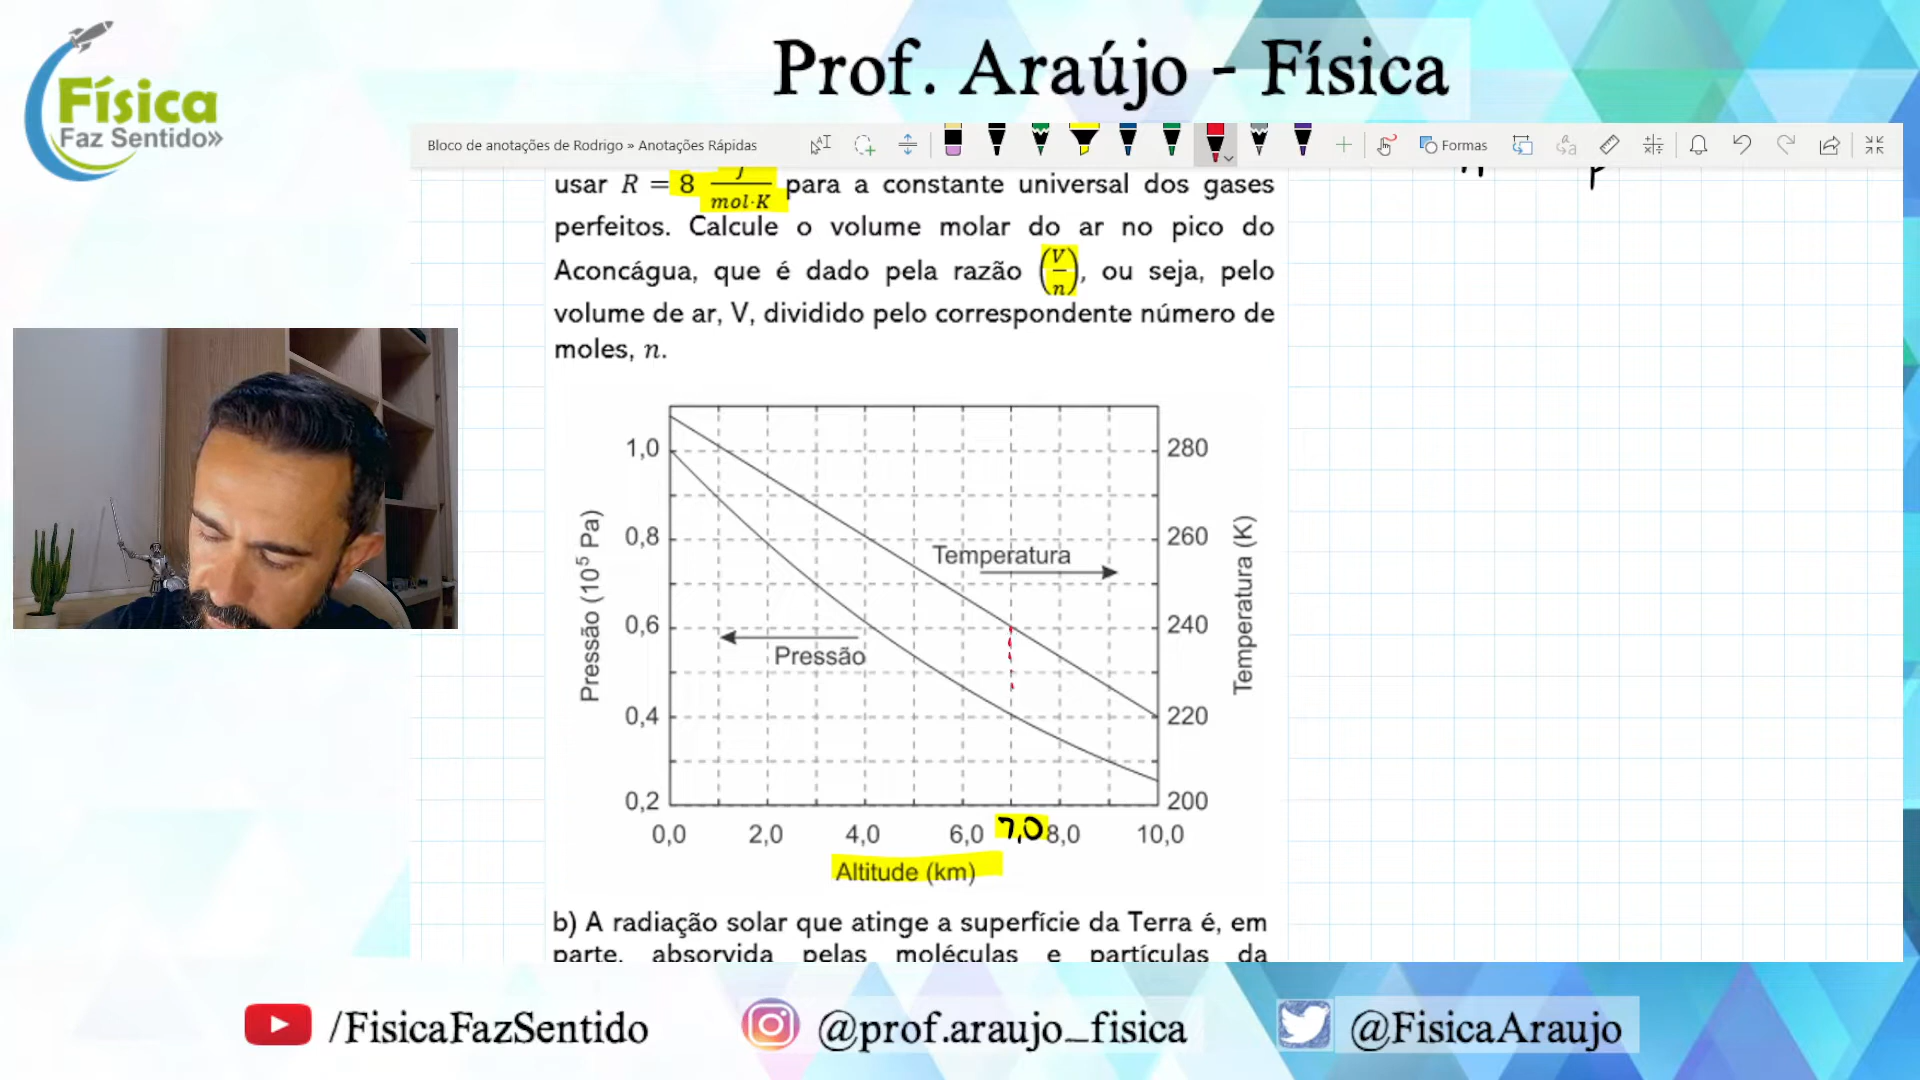 Física
Faz Sentido»
Prof. Araújo - Física
Bloco de anotações de Rodrigo » Anotações Rápidas
Formas
usar R = 8 J/mol·K para a constante universal dos gases
perfeitos. Calcule o volume molar do ar no pico do
Aconcágua, que é dado pela razão (V/n), ou seja, pelo
volume de ar, V, dividido pelo correspondente número de
moles, n.
1,0
0,8
0,6
0,4
0,2
Pressão (10⁵ Pa)
280
260
240
220
200
Temperatura (K)
Temperatura
Pressão
0,0 2,0 4,0 6,0 7,0 8,0 10,0
Altitude (km)
b) A radiação solar que atinge a superfície da Terra é, em
parte, absorvida pelas moléculas e partículas da
/FisicaFazSentido
@prof.araujo_fisica
@FisicaAraujo